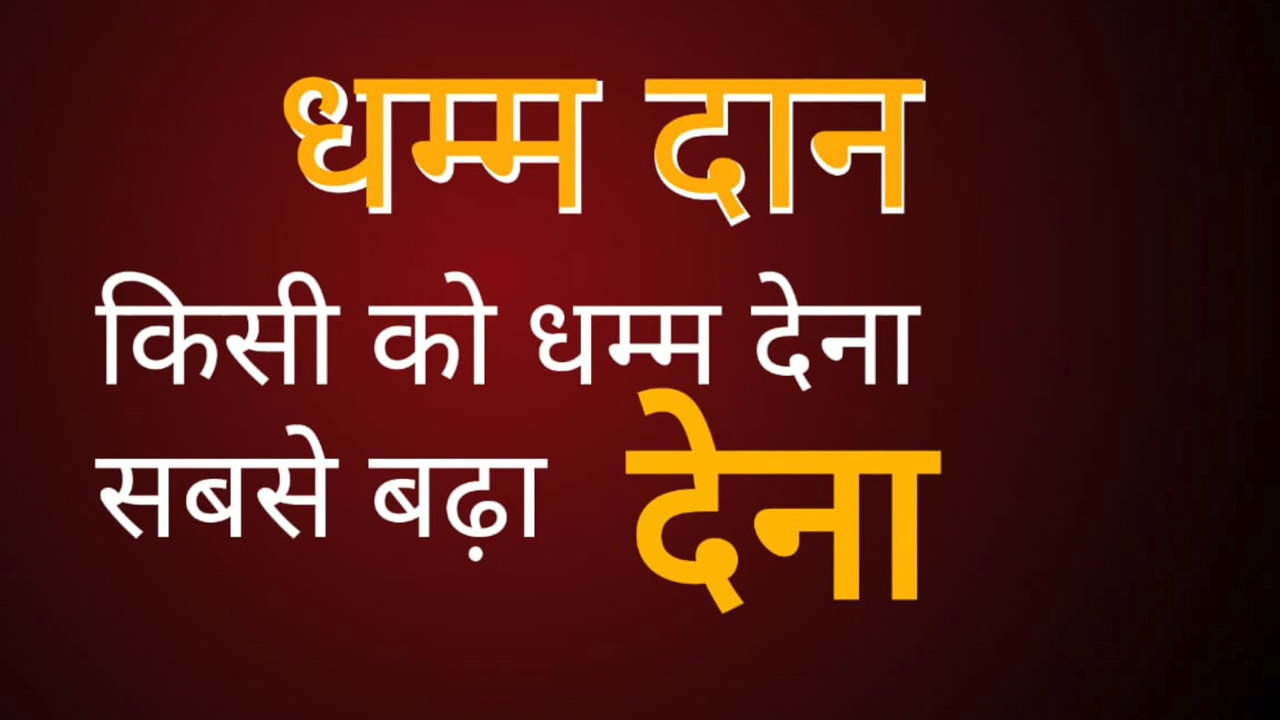 धम्म दान
किसी को धम्म देना
सबसे बढ़ा देना